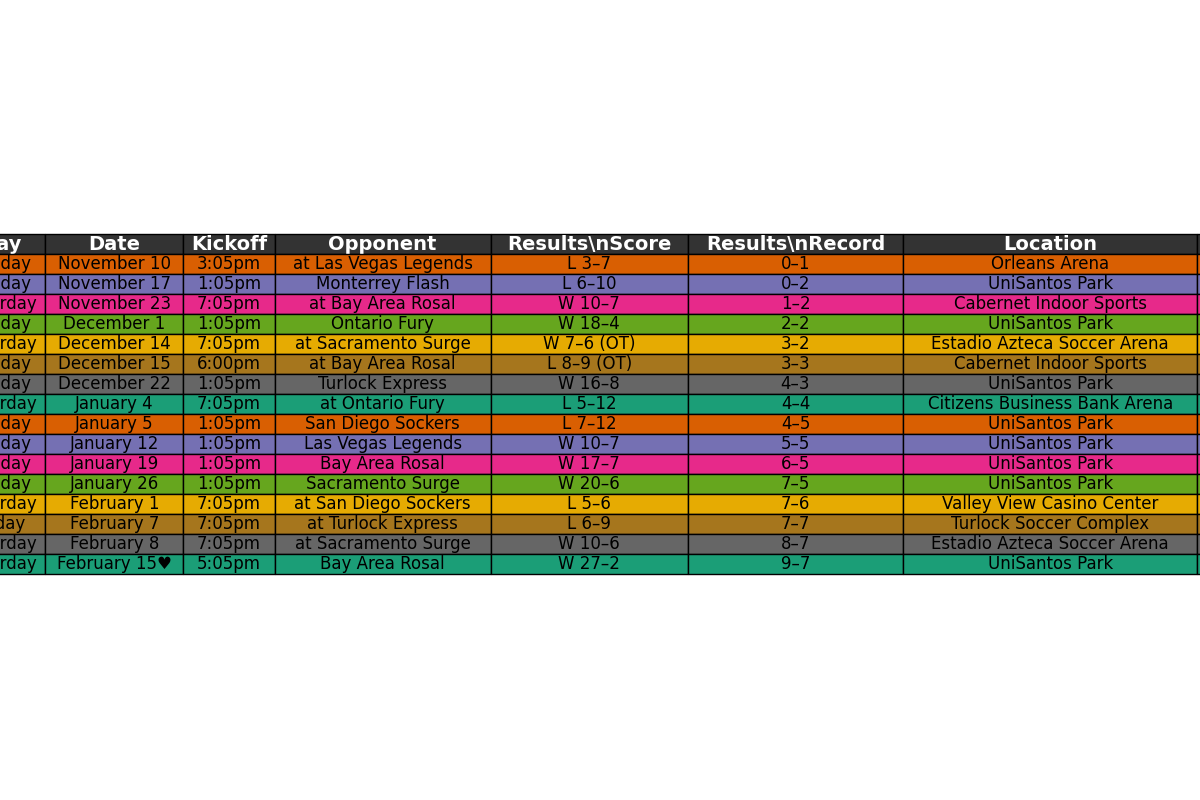 ay Date Kickoff Opponent Results\nScore Results\nRecord Location
day November 10 3:05pm at Las Vegas Legends L 3–7 0–1 Orleans Arena
day November 17 1:05pm Monterrey Flash L 6–10 0–2 UniSantos Park
rday November 23 7:05pm at Bay Area Rosal W 10–7 1–2 Cabernet Indoor Sports
day December 1 1:05pm Ontario Fury W 18–4 2–2 UniSantos Park
rday December 14 7:05pm at Sacramento Surge W 7–6 (OT) 3–2 Estadio Azteca Soccer Arena
day December 15 6:00pm at Bay Area Rosal L 8–9 (OT) 3–3 Cabernet Indoor Sports
day December 22 1:05pm Turlock Express W 16–8 4–3 UniSantos Park
rday January 4 7:05pm at Ontario Fury L 5–12 4–4 Citizens Business Bank Arena
day January 5 1:05pm San Diego Sockers L 7–12 4–5 UniSantos Park
day January 12 1:05pm Las Vegas Legends W 10–7 5–5 UniSantos Park
day January 19 1:05pm Bay Area Rosal W 17–7 6–5 UniSantos Park
day January 26 1:05pm Sacramento Surge W 20–6 7–5 UniSantos Park
rday February 1 7:05pm at San Diego Sockers L 5–6 7–6 Valley View Casino Center
day February 7 7:05pm at Turlock Express L 6–9 7–7 Turlock Soccer Complex
rday February 8 7:05pm at Sacramento Surge W 10–6 8–7 Estadio Azteca Soccer Arena
rday February 15♥ 5:05pm Bay Area Rosal W 27–2 9–7 UniSantos Park